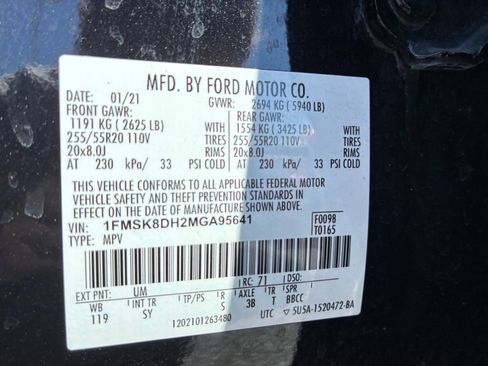 MFD. BY FORD MOTOR CO.
DATE: 01/21 GVWR: 2694 KG ( 5940 LB)
FRONT GAWR: REAR GAWR:
1191 KG ( 2625 LB) WITH 1554 KG ( 3425 LB) WITH
255/55R20 110V TIRES 255/55R20 110V TIRES
20x8.0J RIMS 20x8.0J RIMS
AT 230 kPa/ 33 PSI COLD AT 230 kPa/ 33 PSI COLD
THIS VEHICLE CONFORMS TO ALL APPLICABLE FEDERAL MOTOR
VEHICLE SAFETY AND THEFT PREVENTION STANDARDS IN
EFFECT ON THE DATE OF MANUFACTURE SHOWN ABOVE.
VIN: 1FMSK8DH2MGA95641 F0098
TYPE: MPV T0165
EXT PNT: UM RC: 71
WB SY TP/PS R S AXLE TR SPR
119 3B T BBCC
1202101263480 UTC ▽5U5A-1520472-BA